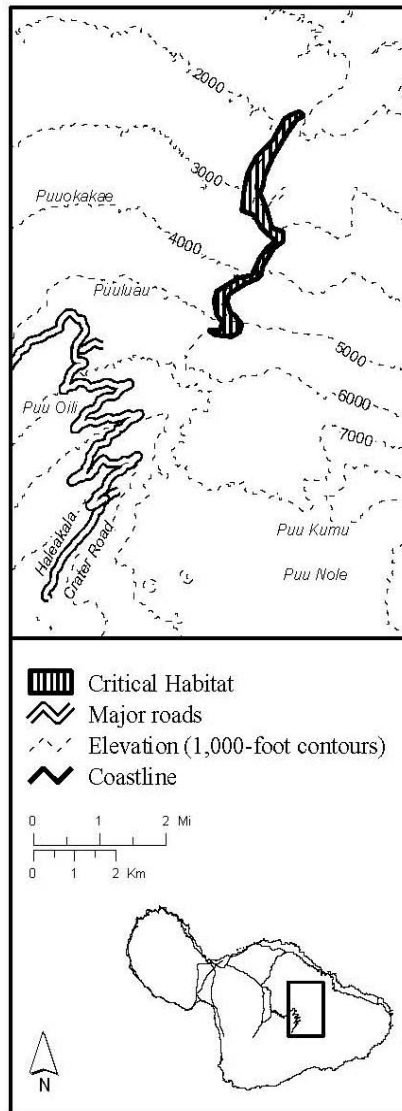 2000
3000
Puuokakae
4000
Puuluau
5000
6000
Puu Oili
7000
Puu Kumu
Haleakala
Crater Road
Puu Nole
Critical Habitat
Major roads
Elevation (1,000-foot contours)
Coastline
0 1 2 Mi
0 1 2 Km
N